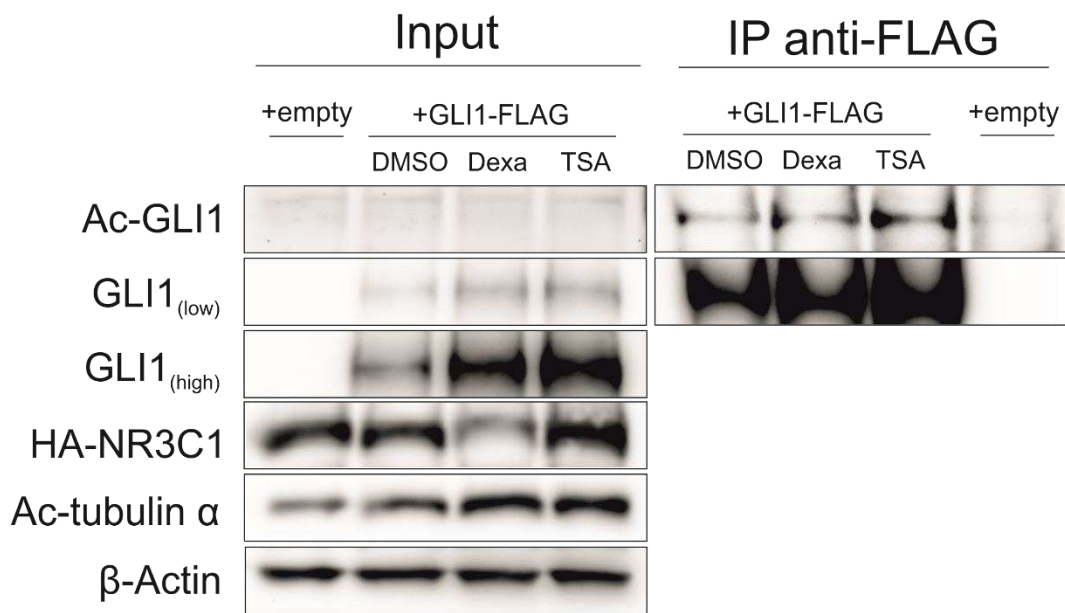 Input
IP anti-FLAG
+empty
+GLI1-FLAG
+GLI1-FLAG
+empty
DMSO
Dexa
TSA
DMSO
Dexa
TSA
Ac-GLI1
GLI1(low)
GLI1(high)
HA-NR3C1
Ac-tubulin α
β-Actin